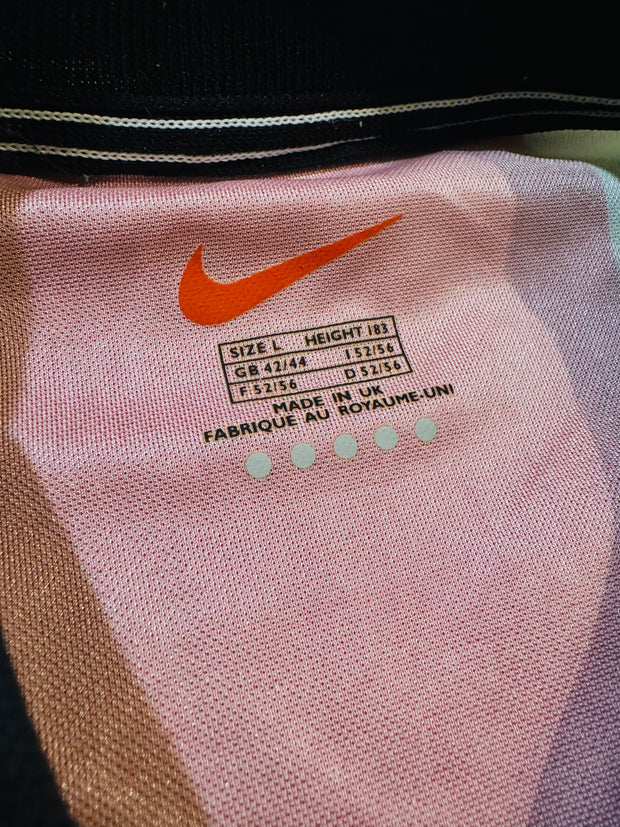 SIZE L HEIGHT 183
GB 42/44 I 52/56
F 52/56 D 52/56
MADE IN UK
FABRIQUE AU ROYAUME-UNI